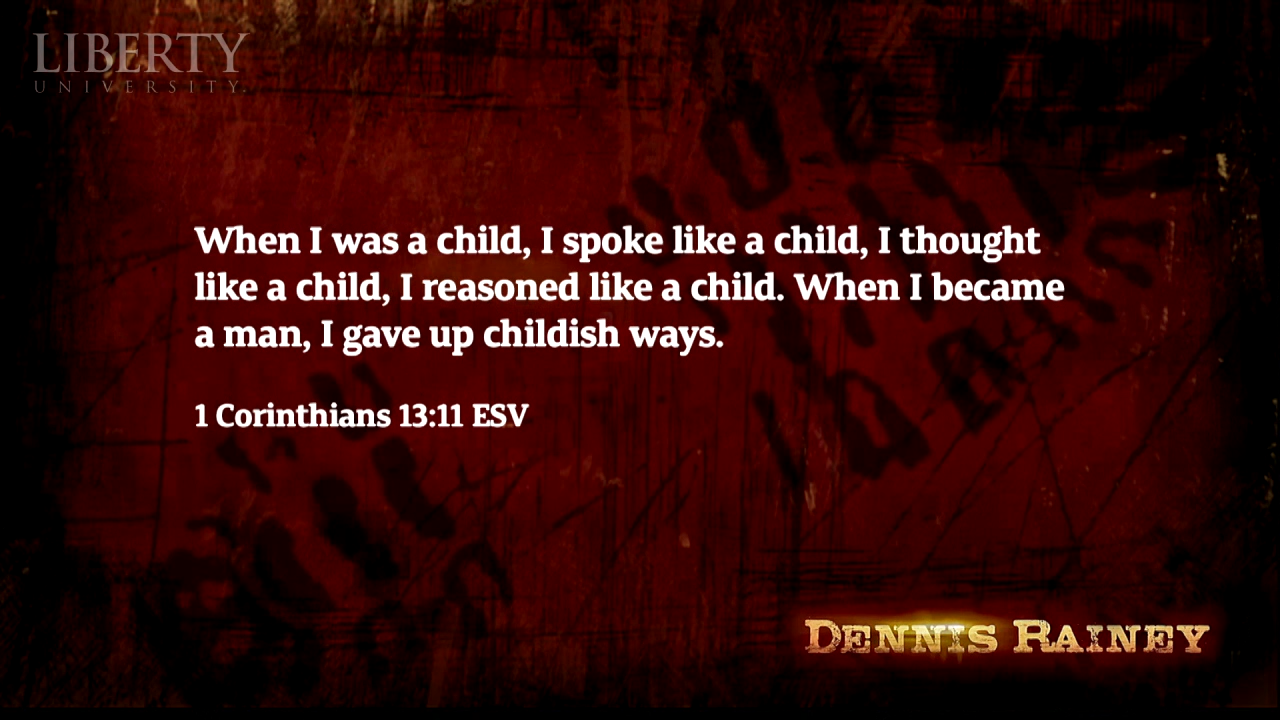 LIBERTY
UNIVERSITY.
When I was a child, I spoke like a child, I thought
like a child, I reasoned like a child. When I became
a man, I gave up childish ways.
1 Corinthians 13:11 ESV
DENNIS RAINEY